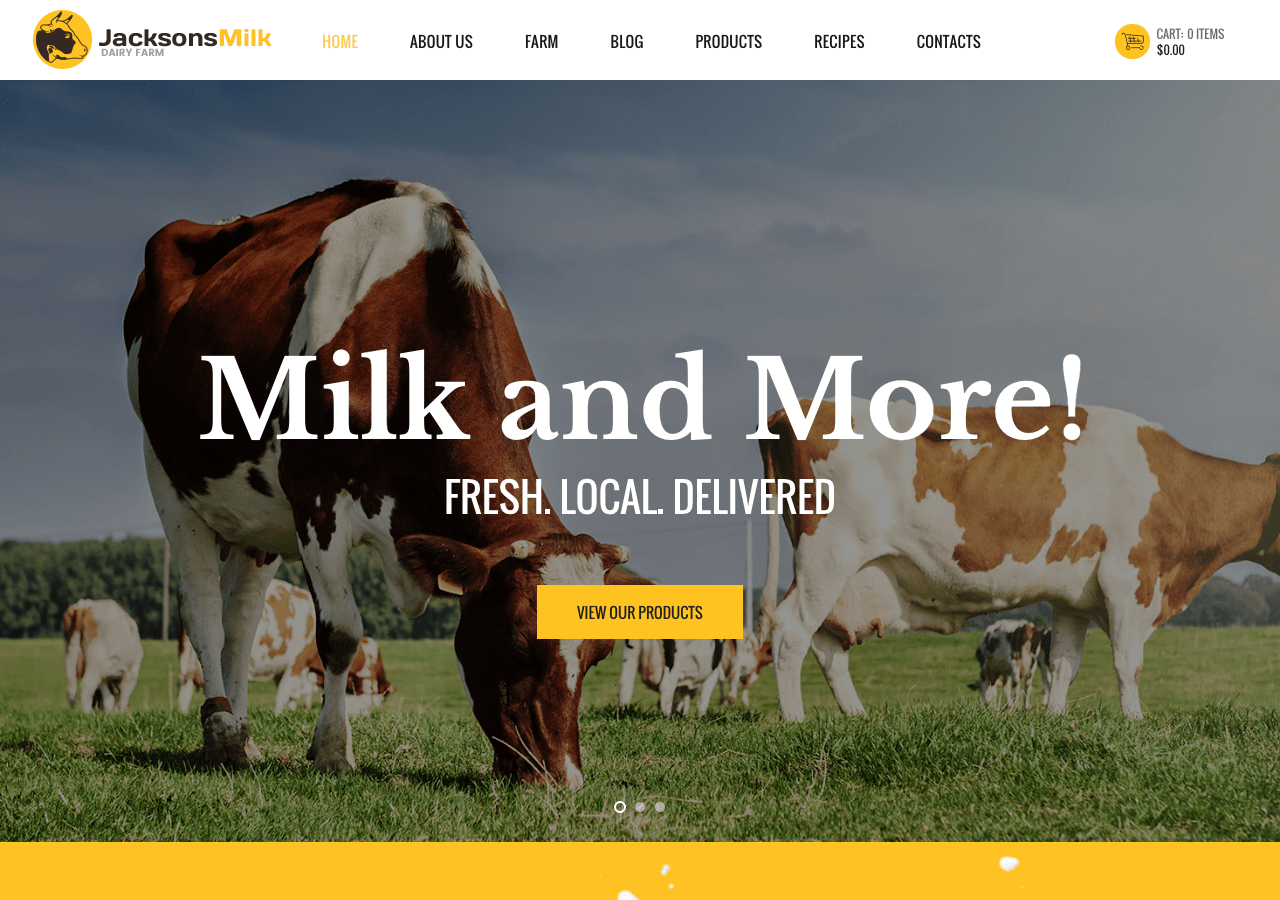 JacksonsMilk
DAIRY FARM
HOME
ABOUT US
FARM
BLOG
PRODUCTS
RECIPES
CONTACTS
CART: 0 ITEMS
$0.00
Milk and More!
FRESH. LOCAL. DELIVERED
VIEW OUR PRODUCTS